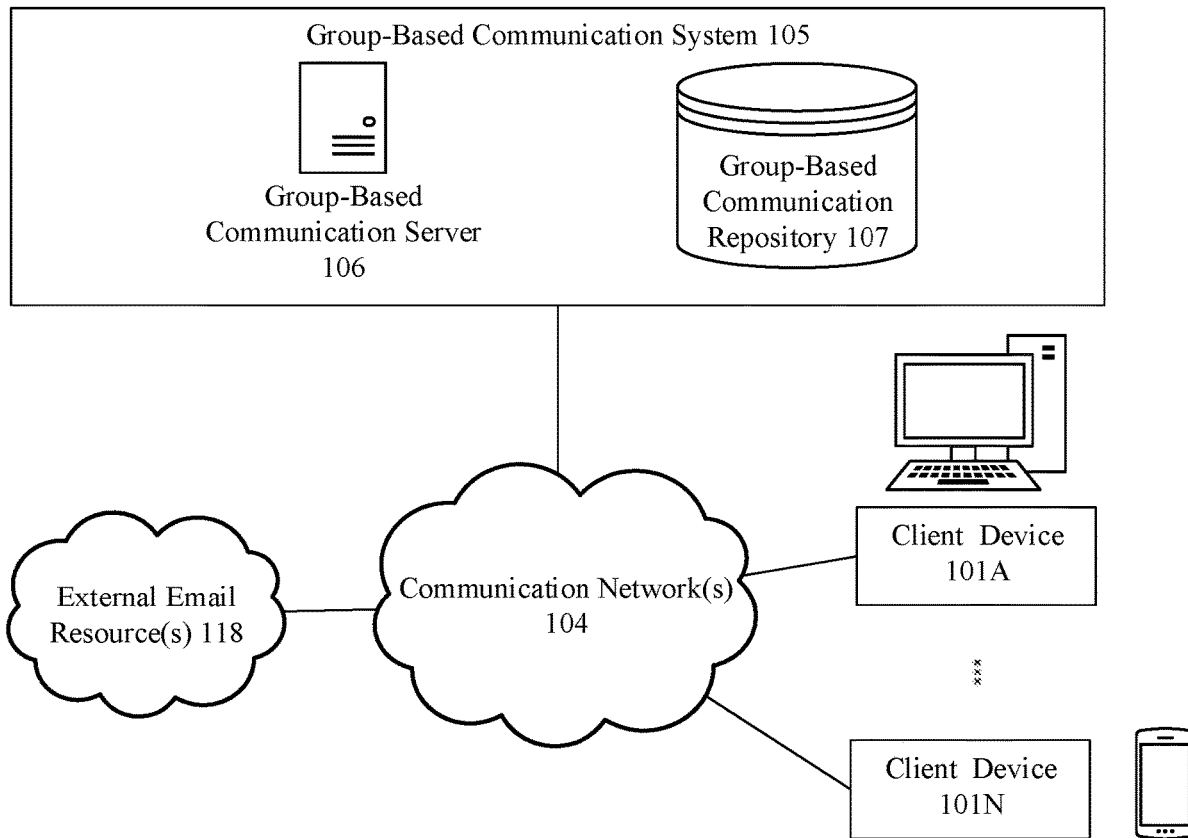 Group-Based Communication System 105
Group-Based
Communication Server
106
Group-Based
Communication
Repository 107
External Email
Resource(s) 118
Communication Network(s)
104
Client Device
101A
Client Device
101N